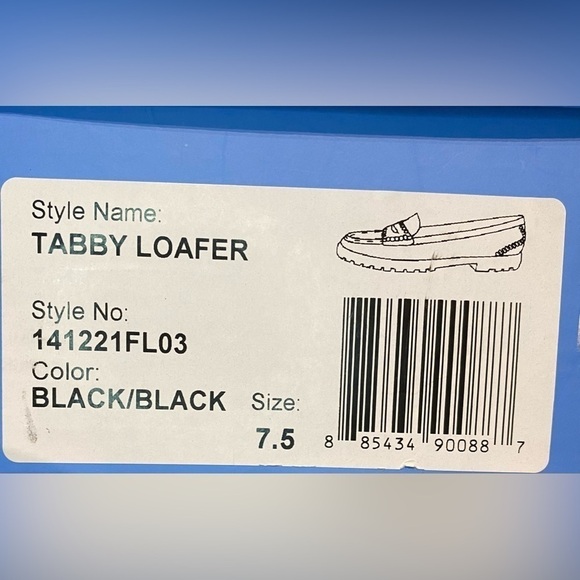 Style Name:
TABBY LOAFER
Style No:
141221FL03
Color:
BLACK/BLACK Size:
7.5
8 85434 90088 7